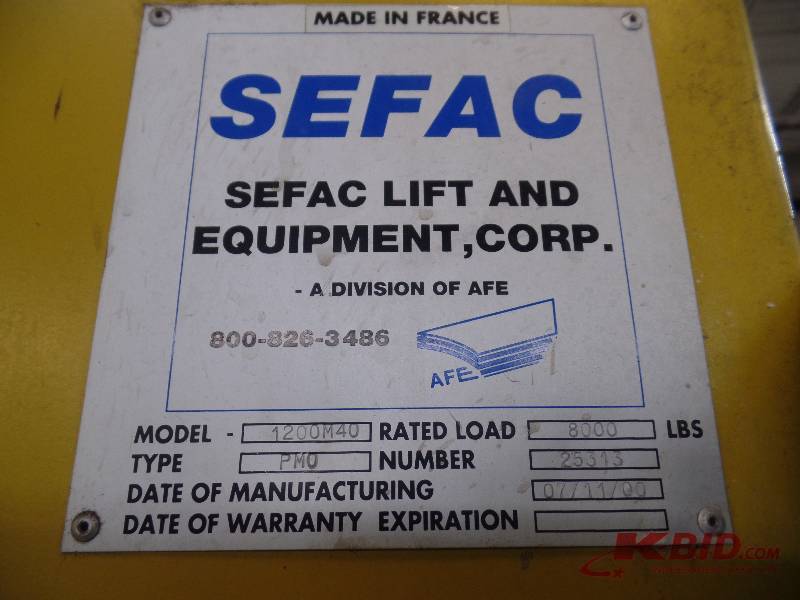 MADE IN FRANCE
SEFAC
SEFAC LIFT AND
EQUIPMENT,CORP.
- A DIVISION OF AFE
800-826-3486
AFE
MODEL - 1200M40 RATED LOAD 8000 LBS
TYPE PMO NUMBER 25313
DATE OF MANUFACTURING 07/11/00
DATE OF WARRANTY EXPIRATION
KBID.COM